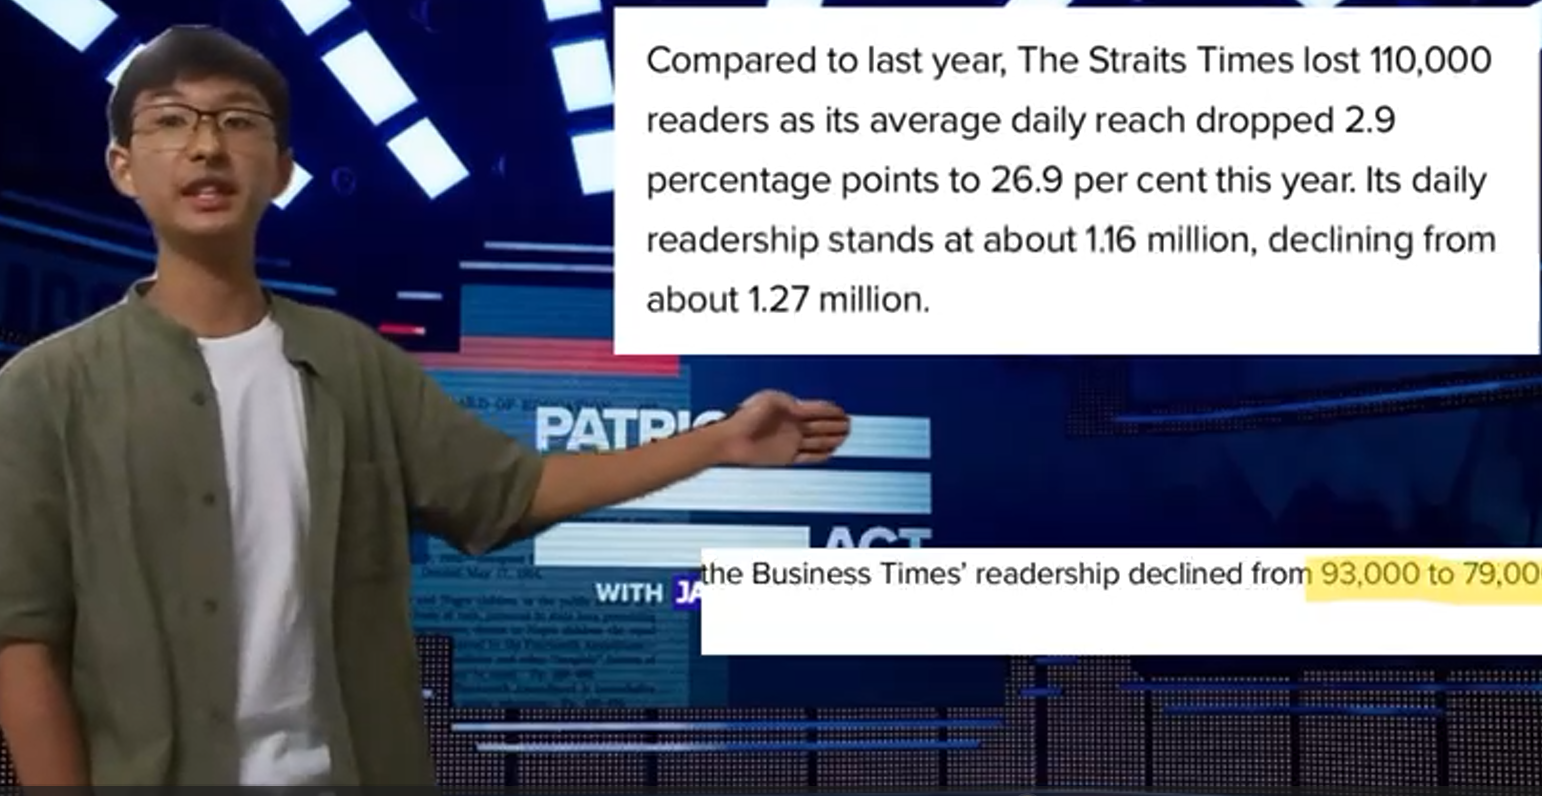 Compared to last year, The Straits Times lost 110,000
readers as its average daily reach dropped 2.9
percentage points to 26.9 per cent this year. Its daily
readership stands at about 1.16 million, declining from
about 1.27 million.
ARD OF EDUCATION
PATRI
ACT
WITH JA
the Business Times' readership declined from 93,000 to 79,00